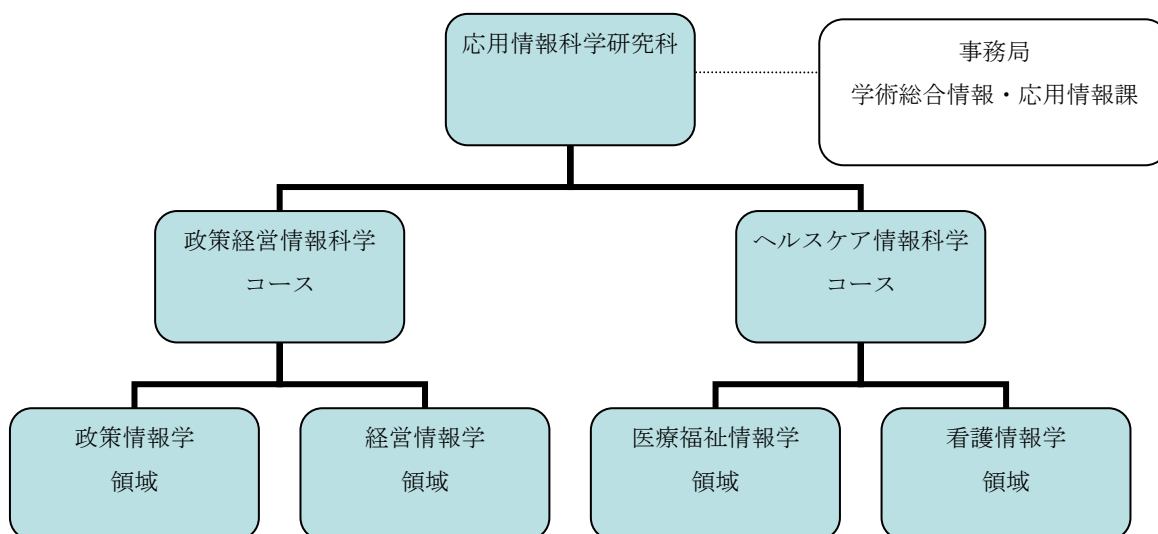 応用情報科学研究科
事務局
学術総合情報・応用情報課
政策経営情報科学
コース
ヘルスケア情報科学
コース
政策情報学
領域
経営情報学
領域
医療福祉情報学
領域
看護情報学
領域